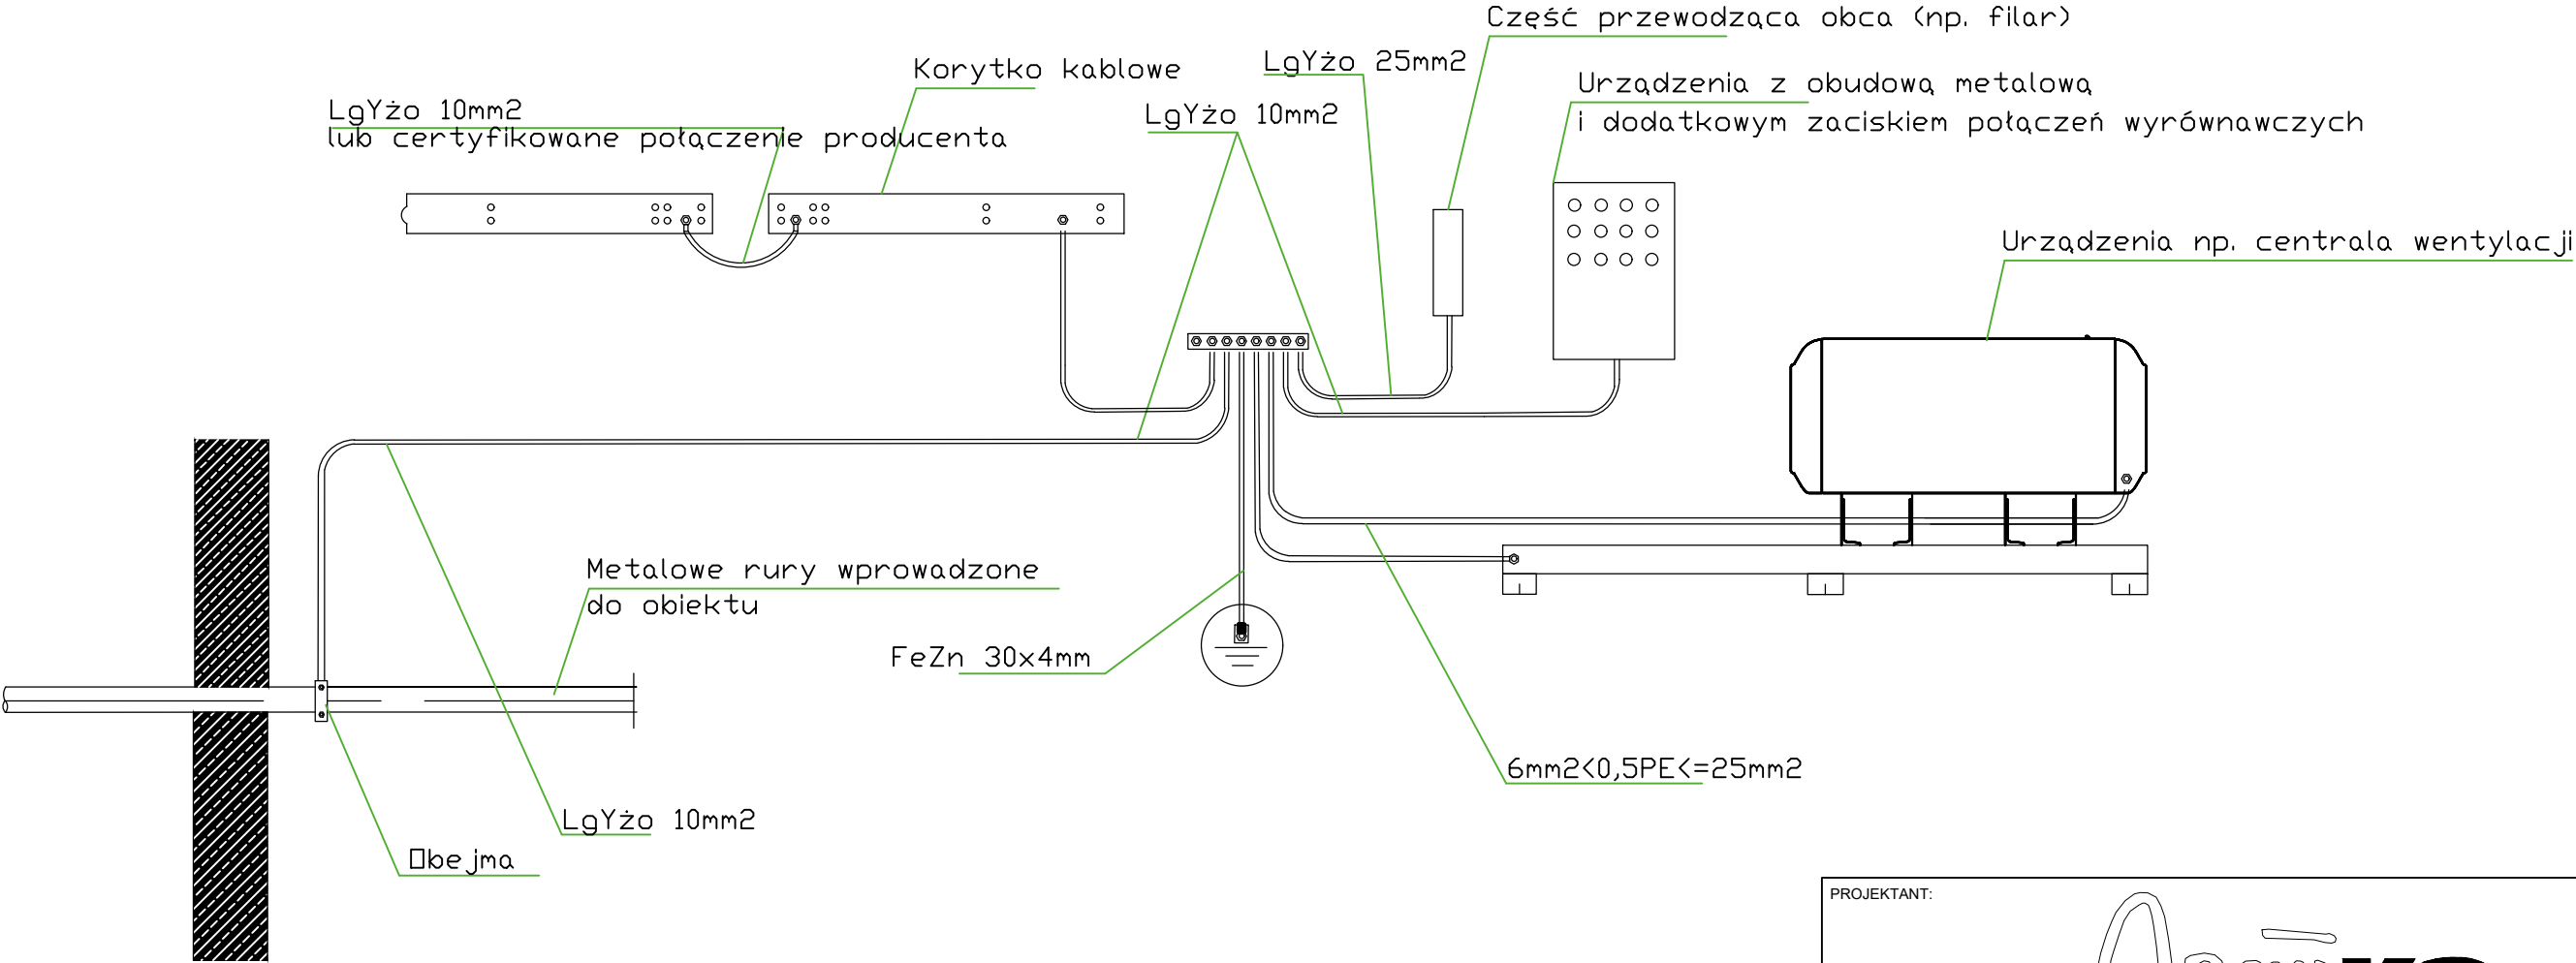 Część przewodząca obca (np. filar)
LgYżo 25mm2
Korytko kablowe
Urządzenia z obudową metalową
i dodatkowym zaciskiem połączeń wyrównawczych
LgYżo 10mm2
lub certyfikowane połączenie producenta
LgYżo 10mm2
Urządzenia np. centrala wentylacji
Metalowe rury wprowadzone
do obiektu
FeZn 30x4mm
6mm2<0,5PE<=25mm2
LgYżo 10mm2
Obejma
PROJEKTANT: